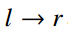 l → r